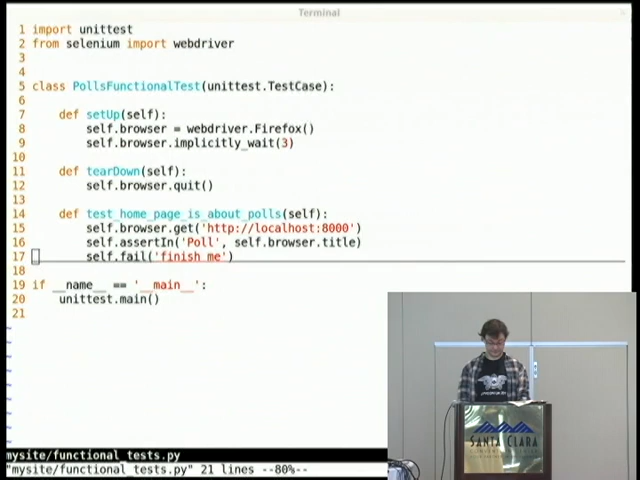 Terminal
1 import unittest
2 from selenium import webdriver
3
4
5 class PollsFunctionalTest(unittest.TestCase):
6
7     def setUp(self):
8         self.browser = webdriver.Firefox()
9         self.browser.implicitly_wait(3)
10
11     def tearDown(self):
12         self.browser.quit()
13
14     def test_home_page_is_about_polls(self):
15         self.browser.get('http://localhost:8000')
16         self.assertIn('Poll', self.browser.title)
17         self.fail('finish me')
18
19 if __name__ == '__main__':
20     unittest.main()
21
~
~
~
~
~
~
~
~
~
mysite/functional_tests.py
"mysite/functional_tests.py" 21 lines --80%--
SANTA CLARA